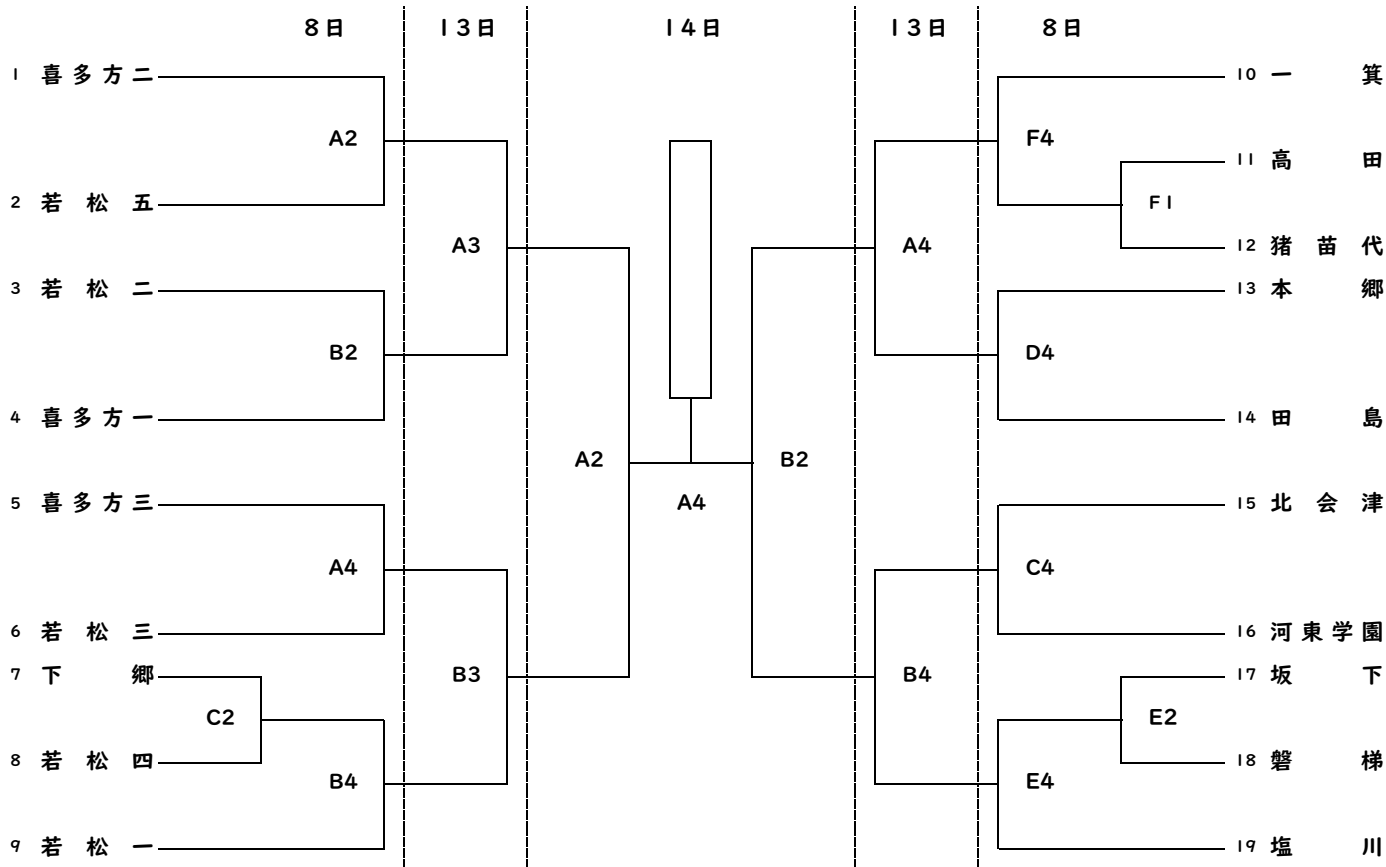 8日 13日 14日 13日 8日
1 喜多方二 10 一箕
A2 F4
11 高田
2 若松五 F1
A3 A4 12 猪苗代
3 若松二 13 本郷
B2 D4
4 喜多方一 14 田島
A2 B2
5 喜多方三 A4 15 北会津
A4 C4
6 若松三 16 河東学園
7 下郷 B3 B4 17 坂下
C2 E2
8 若松四 18 磐梯
B4 E4
9 若松一 19 塩川